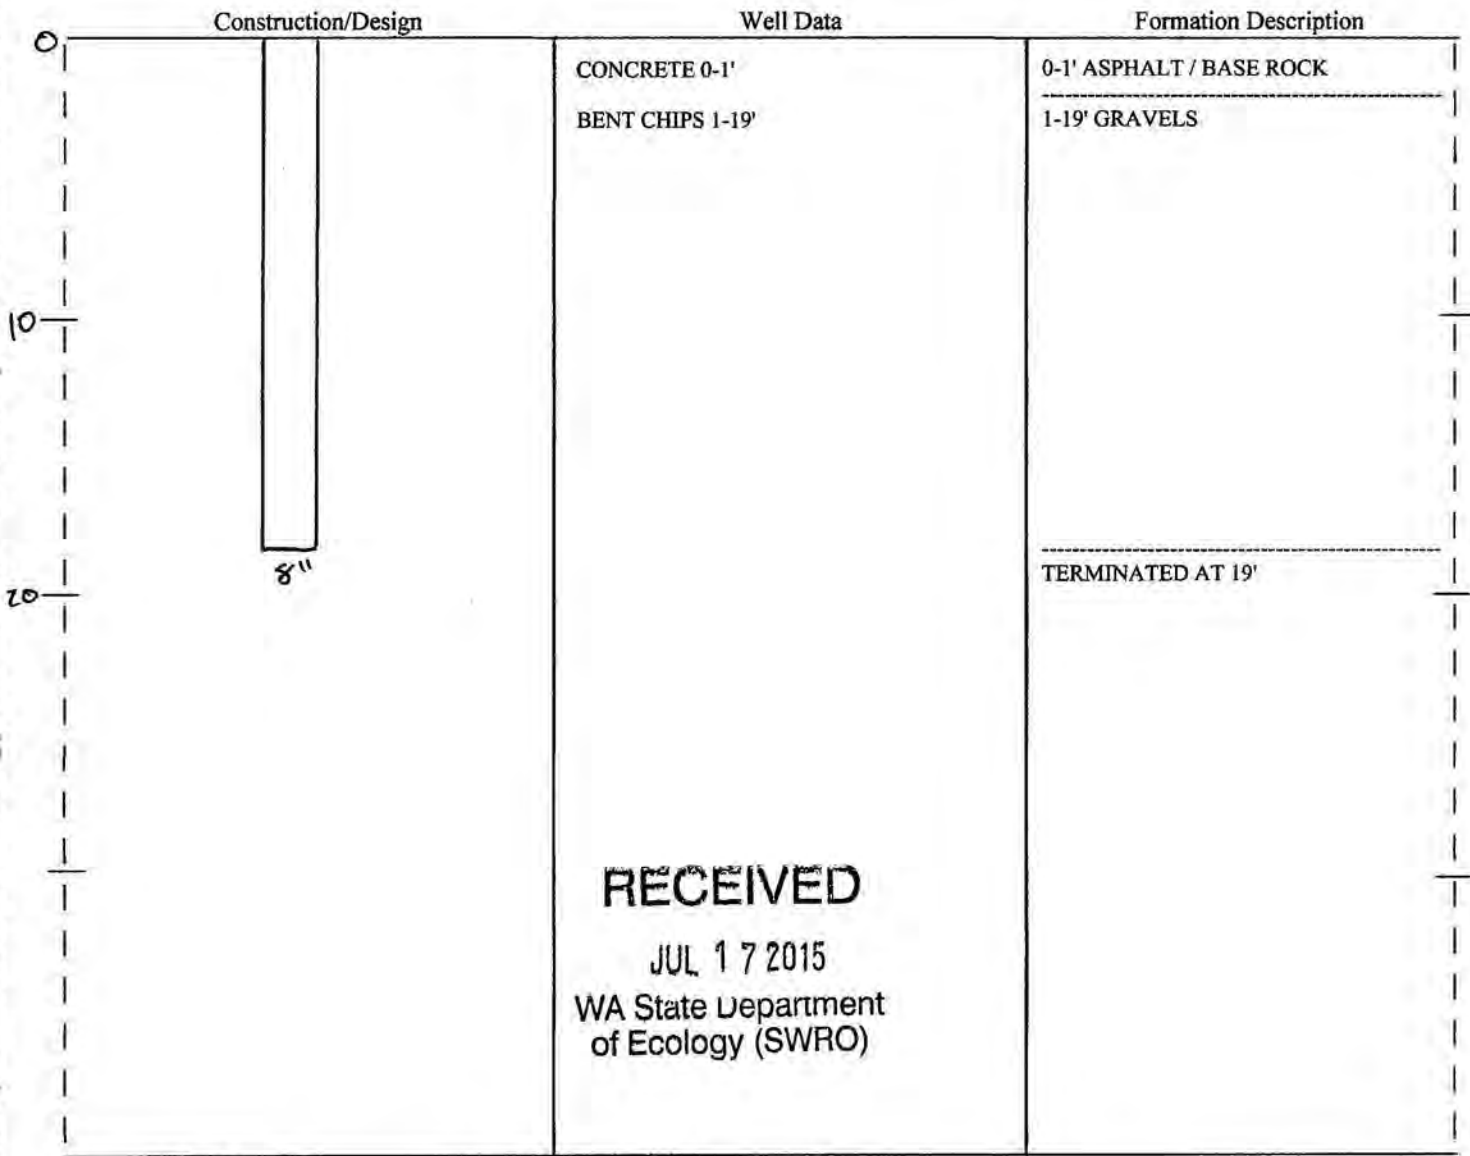 Construction/Design
Well Data
Formation Description
0
10
20
8"
CONCRETE 0-1'
BENT CHIPS 1-19'
0-1' ASPHALT / BASE ROCK
1-19' GRAVELS
TERMINATED AT 19'
RECEIVED
JUL 17 2015
WA State Department
of Ecology (SWRO)